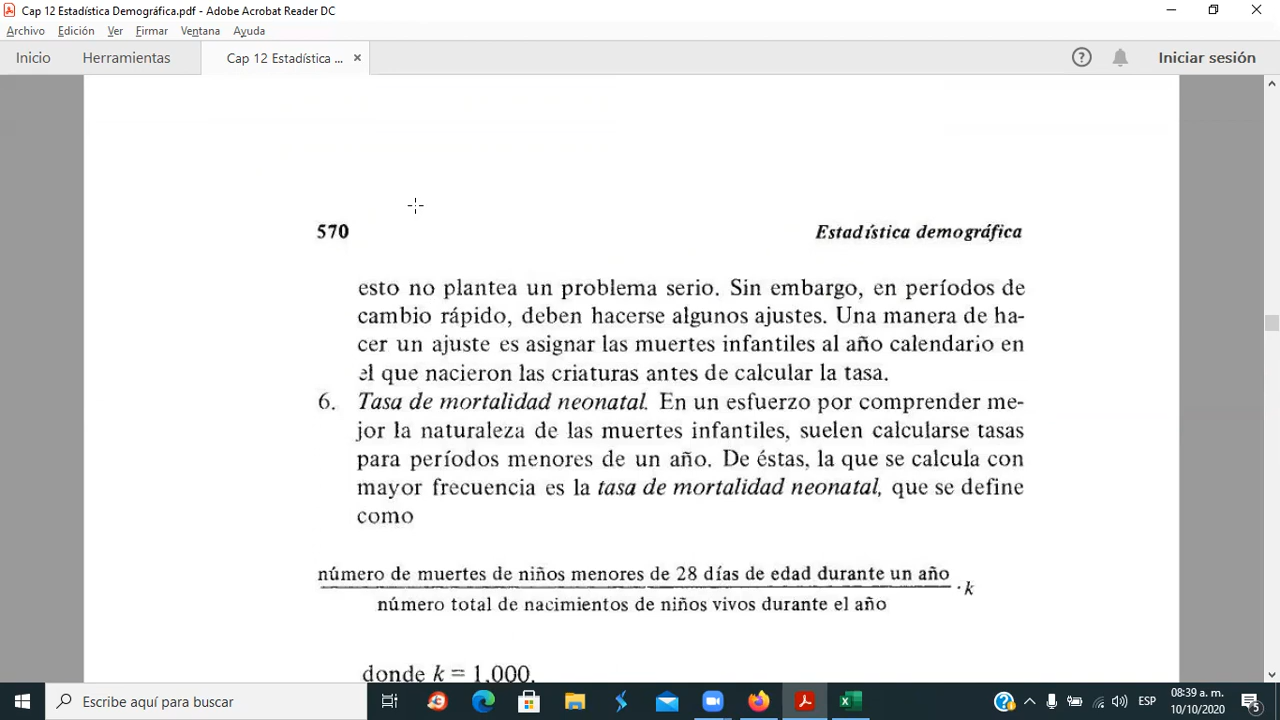 Cap 12 Estadística Demográfica.pdf - Adobe Acrobat Reader DC
Archivo Edición Ver Firmar Ventana Ayuda
Inicio Herramientas Cap 12 Estadística ... × Iniciar sesión
570 Estadística demográfica
esto no plantea un problema serio. Sin embargo, en períodos de
cambio rápido, deben hacerse algunos ajustes. Una manera de ha-
cer un ajuste es asignar las muertes infantiles al año calendario en
el que nacieron las criaturas antes de calcular la tasa.
6. Tasa de mortalidad neonatal. En un esfuerzo por comprender me-
jor la naturaleza de las muertes infantiles, suelen calcularse tasas
para períodos menores de un año. De éstas, la que se calcula con
mayor frecuencia es la tasa de mortalidad neonatal, que se define
como
número de muertes de niños menores de 28 días de edad durante un año
· k
número total de nacimientos de niños vivos durante el año
donde k = 1,000.
Escribe aquí para buscar
ESP
08:39 a. m.
10/10/2020
5